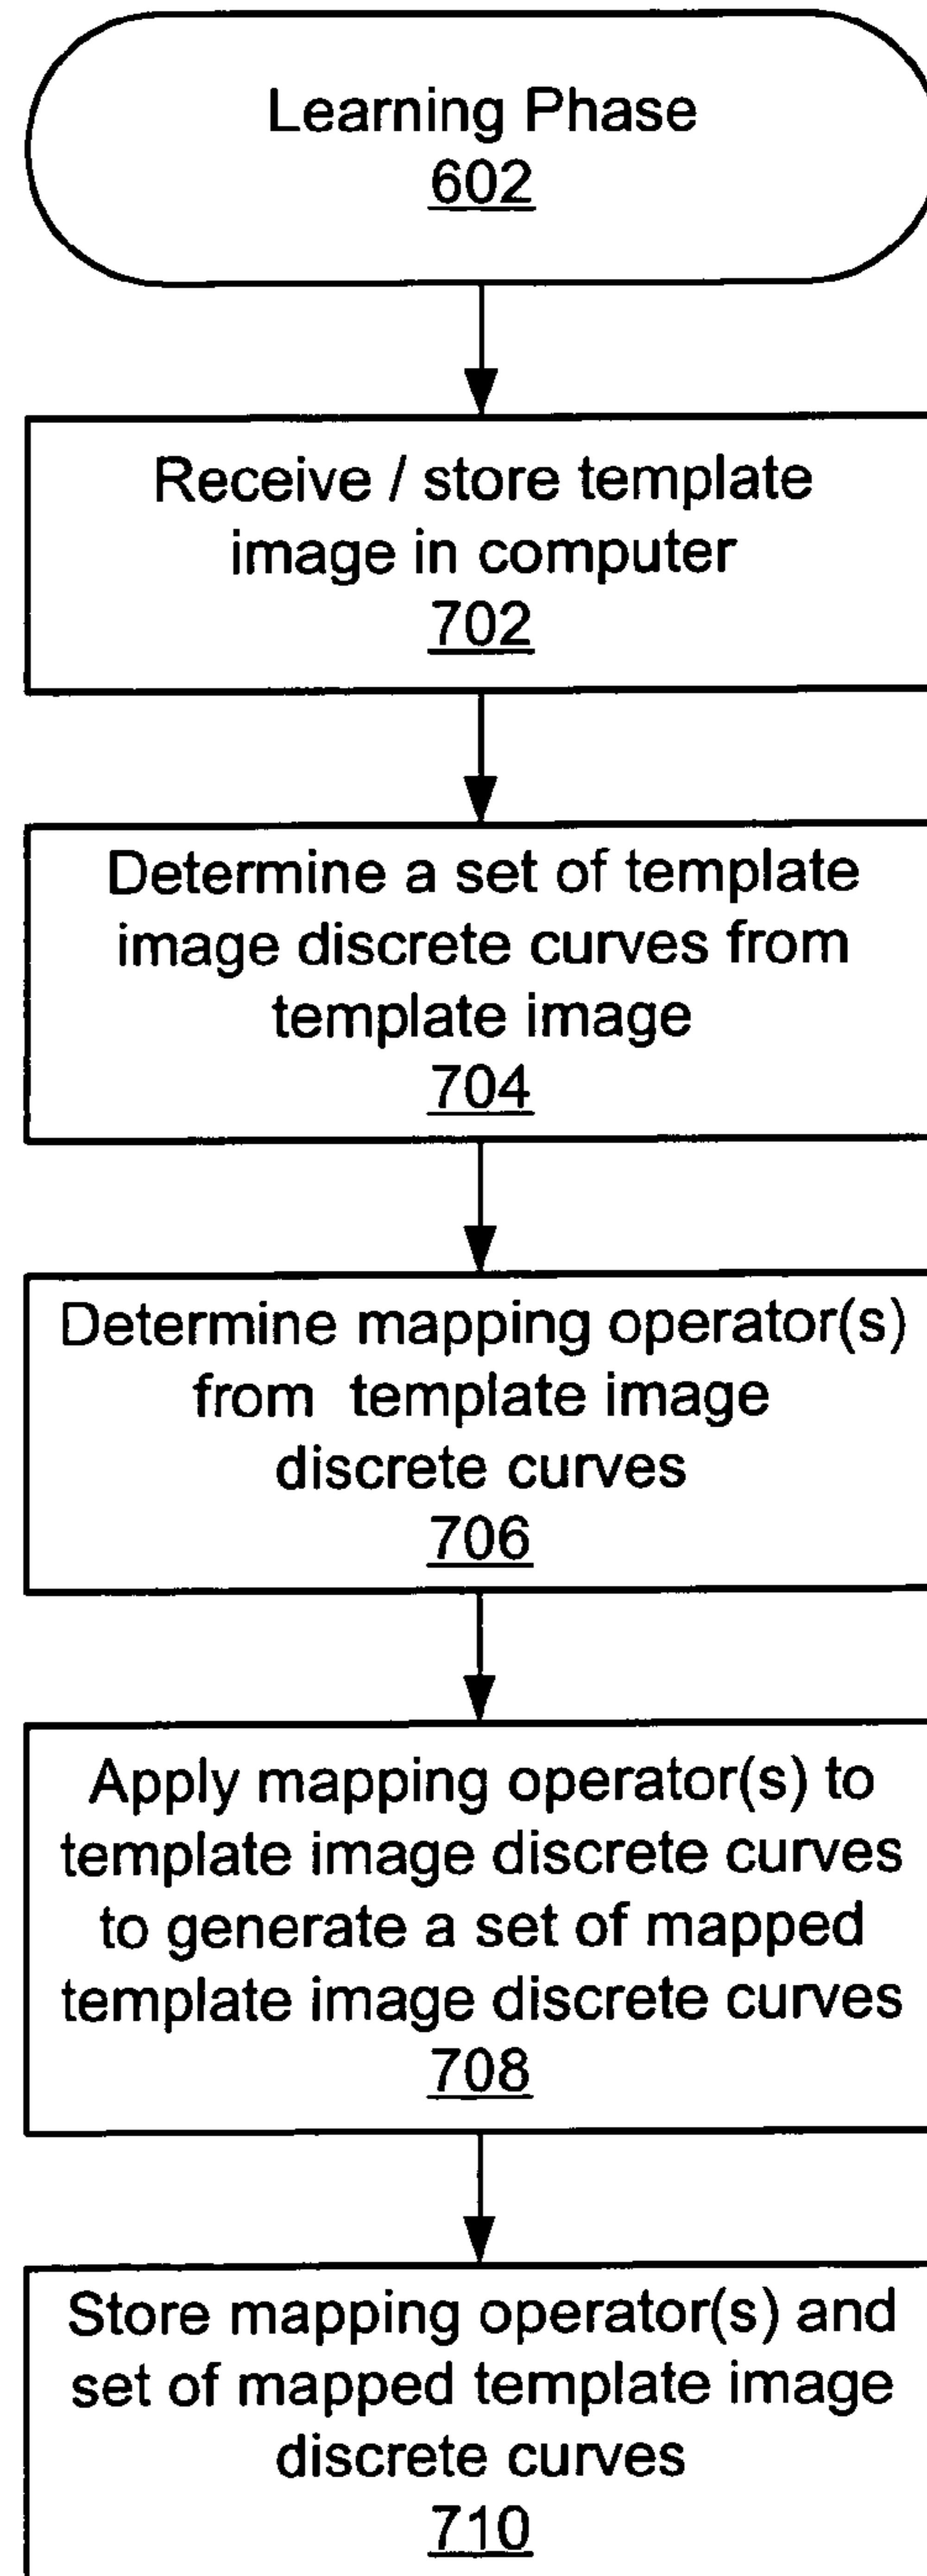 Learning Phase
602
Receive / store template
image in computer
702
Determine a set of template
image discrete curves from
template image
704
Determine mapping operator(s)
from template image
discrete curves
706
Apply mapping operator(s) to
template image discrete curves
to generate a set of mapped
template image discrete curves
708
Store mapping operator(s) and
set of mapped template image
discrete curves
710